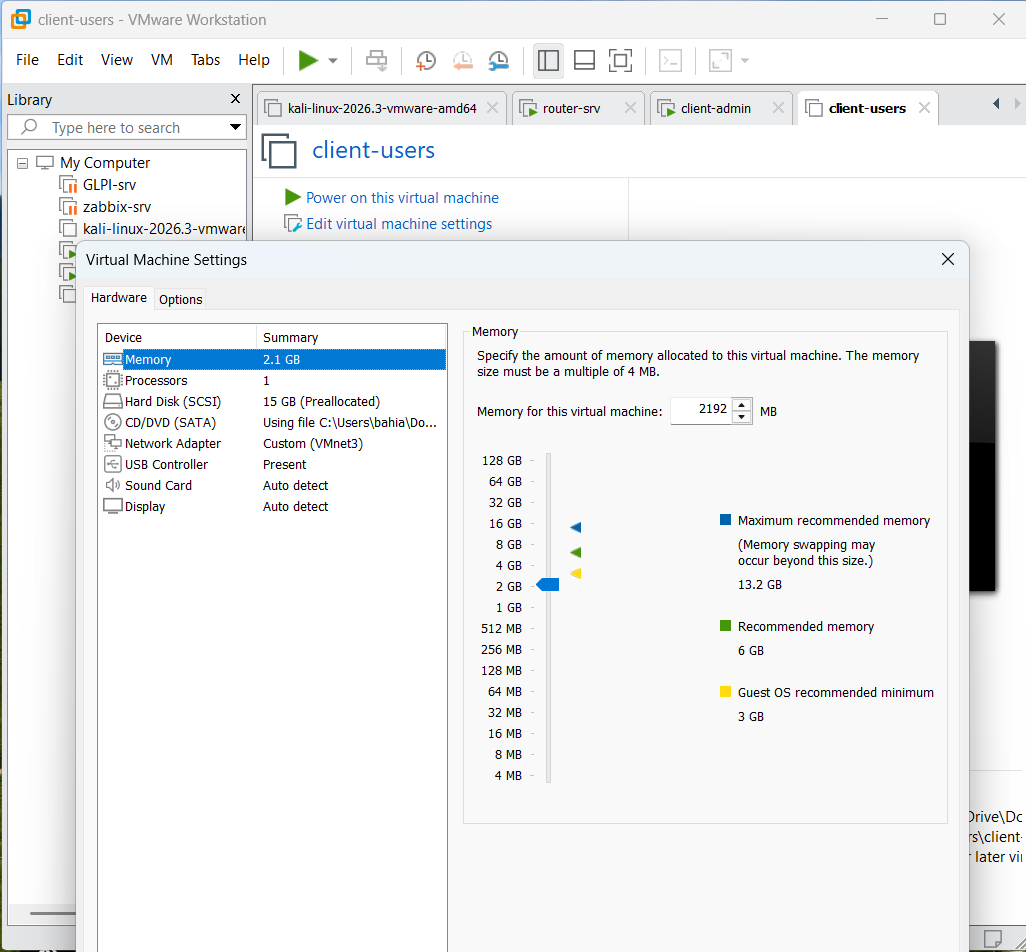 client-users - VMware Workstation
File Edit View VM Tabs Help
Library
Type here to search
My Computer
GLPI-srv
zabbix-srv
kali-linux-2026.3-vmware
kali-linux-2026.3-vmware-amd64
router-srv
client-admin
client-users
client-users
Power on this virtual machine
Edit virtual machine settings
Virtual Machine Settings
Hardware Options
Device Summary
Memory 2.1 GB
Processors 1
Hard Disk (SCSI) 15 GB (Preallocated)
CD/DVD (SATA) Using file C:\Users\bahia\Do...
Network Adapter Custom (VMnet3)
USB Controller Present
Sound Card Auto detect
Display Auto detect
Memory
Specify the amount of memory allocated to this virtual machine. The memory
size must be a multiple of 4 MB.
Memory for this virtual machine: 2192 MB
128 GB
64 GB
32 GB
16 GB
8 GB
4 GB
2 GB
1 GB
512 MB
256 MB
128 MB
64 MB
32 MB
16 MB
8 MB
4 MB
Maximum recommended memory
(Memory swapping may
occur beyond this size.)
13.2 GB
Recommended memory
6 GB
Guest OS recommended minimum
3 GB
Drive\Do
rs\client-
r later vi